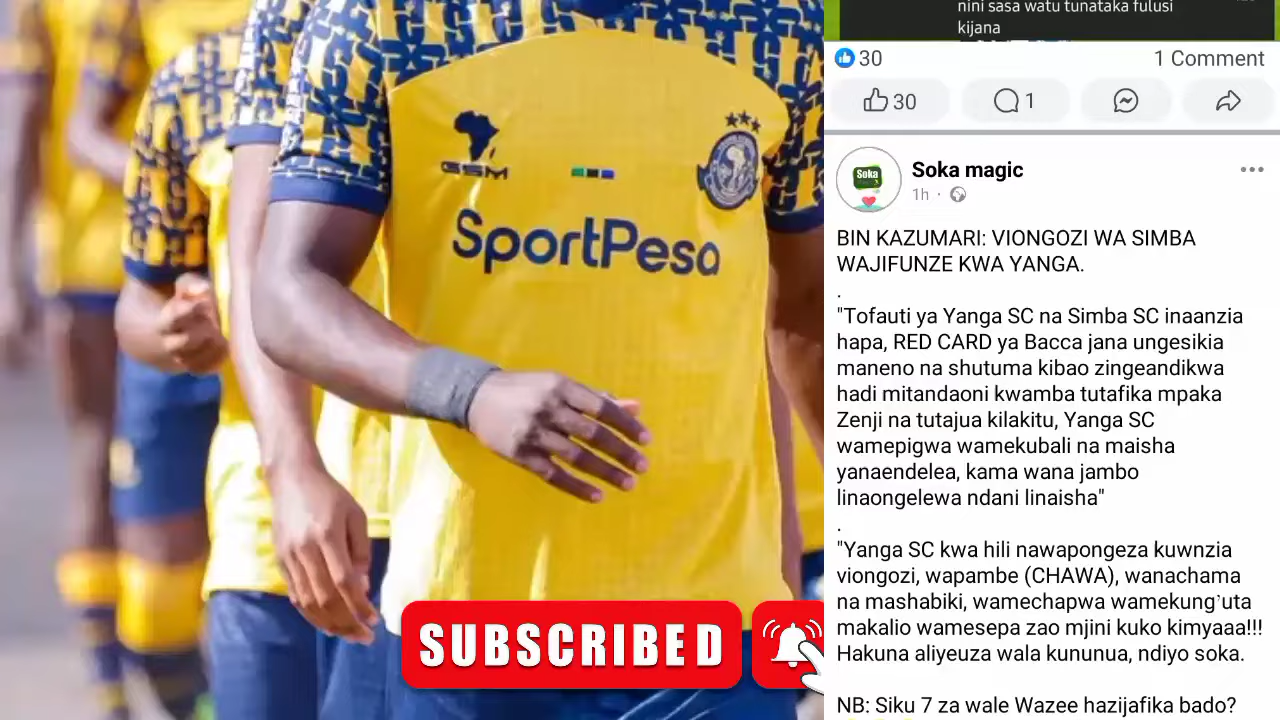 GSM
SportPesa
SUBSCRIBED
nini sasa watu tunataka fulusi
kijana
30
1 Comment
30
1
Soka
Soka magic
1h ·
BIN KAZUMARI: VIONGOZI WA SIMBA
WAJIFUNZE KWA YANGA.
.
"Tofauti ya Yanga SC na Simba SC inaanzia
hapa, RED CARD ya Bacca jana ungesikia
maneno na shutuma kibao zingeandikwa
hadi mitandaoni kwamba tutafika mpaka
Zenji na tutajua kilakitu, Yanga SC
wamepigwa wamekubali na maisha
yanaendelea, kama wana jambo
linaongelewa ndani linaisha"
.
"Yanga SC kwa hili nawapongeza kuwnzia
viongozi, wapambe (CHAWA), wanachama
na mashabiki, wamechapwa wamekung'uta
makalio wamesepa zao mjini kuko kimyaaa!!!
Hakuna aliyeuza wala kununua, ndiyo soka.
NB: Siku 7 za wale Wazee hazijafika bado?